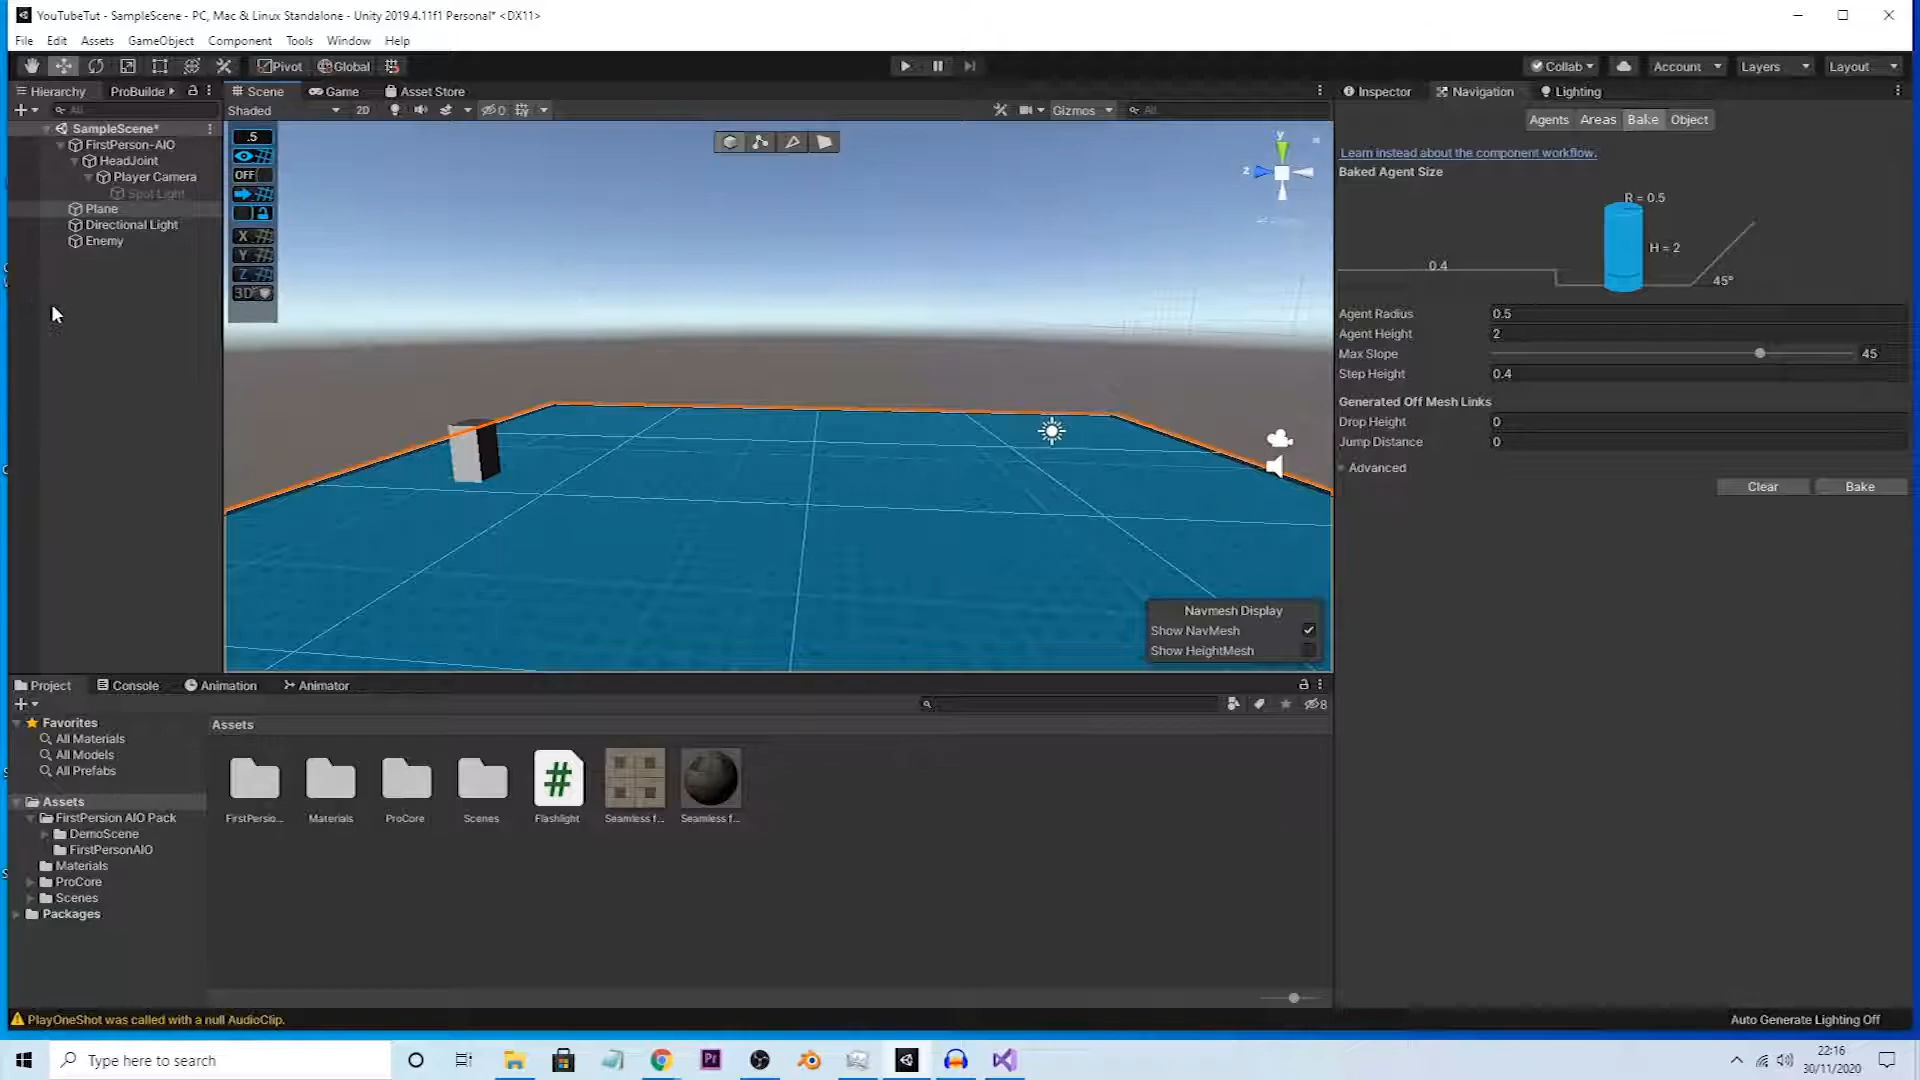 YouTubeTut - SampleScene - PC, Mac & Linux Standalone - Unity 2019.4.11f1 Personal* <DX11>
File Edit Assets GameObject Component Tools Window Help
Pivot Global Collab Account Layers Layout
Hierarchy ProBuilde Scene Game Asset Store Inspector Navigation Lighting
All Shaded 2D 0 Gizmos All
SampleScene*
FirstPerson-AIO
HeadJoint
Player Camera
Spot Light
Plane
Directional Light
Enemy
.5
OFF
X
Y
Z
3D
y
z
Navmesh Display
Show NavMesh
Show HeightMesh
Agents Areas Bake Object
Learn instead about the component workflow.
Baked Agent Size
R = 0.5
H = 2
0.4
45°
Agent Radius 0.5
Agent Height 2
Max Slope 45
Step Height 0.4
Generated Off Mesh Links
Drop Height 0
Jump Distance 0
Advanced
Clear Bake
Project Console Animation Animator
8
Favorites
All Materials
All Models
All Prefabs
Assets
FirstPersion AIO Pack
DemoScene
FirstPersonAIO
Materials
ProCore
Scenes
Packages
Assets
FirstPersio... Materials ProCore Scenes Flashlight Seamless f... Seamless f...
PlayOneShot was called with a null AudioClip.
Auto Generate Lighting Off
Type here to search
Pr
22:16
30/11/2020